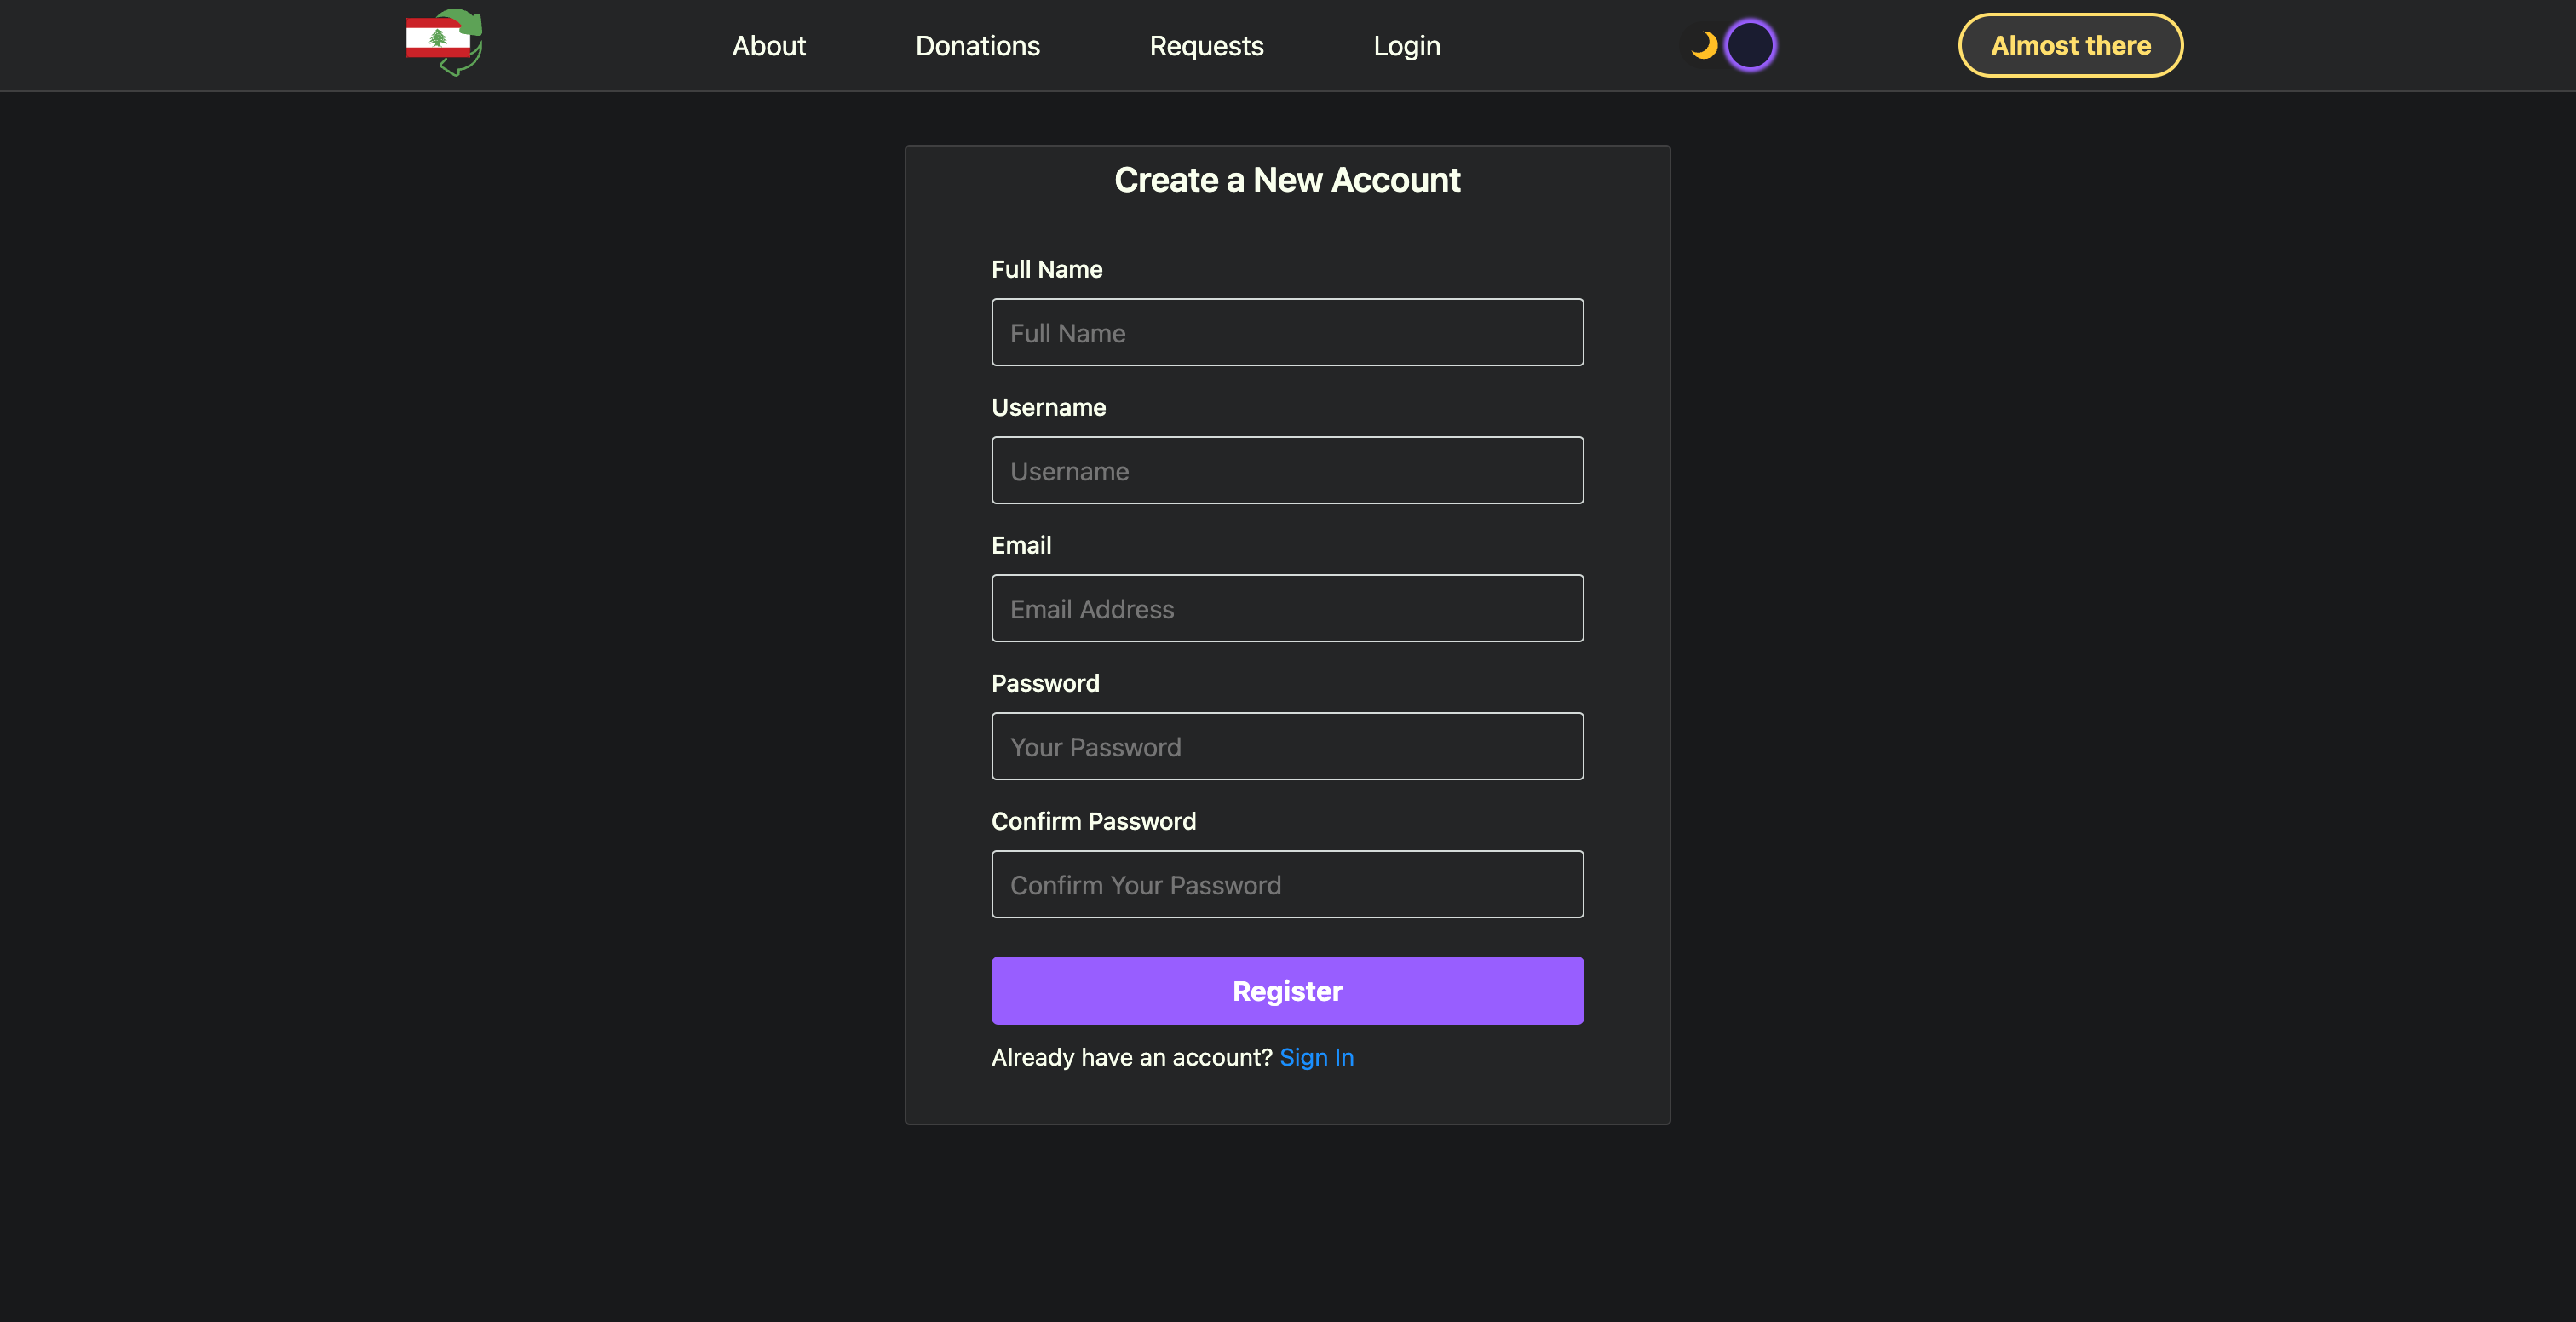 About
Donations
Requests
Login
Almost there
Create a New Account
Full Name
Full Name
Username
Username
Email
Email Address
Password
Your Password
Confirm Password
Confirm Your Password
Register
Already have an account? Sign In